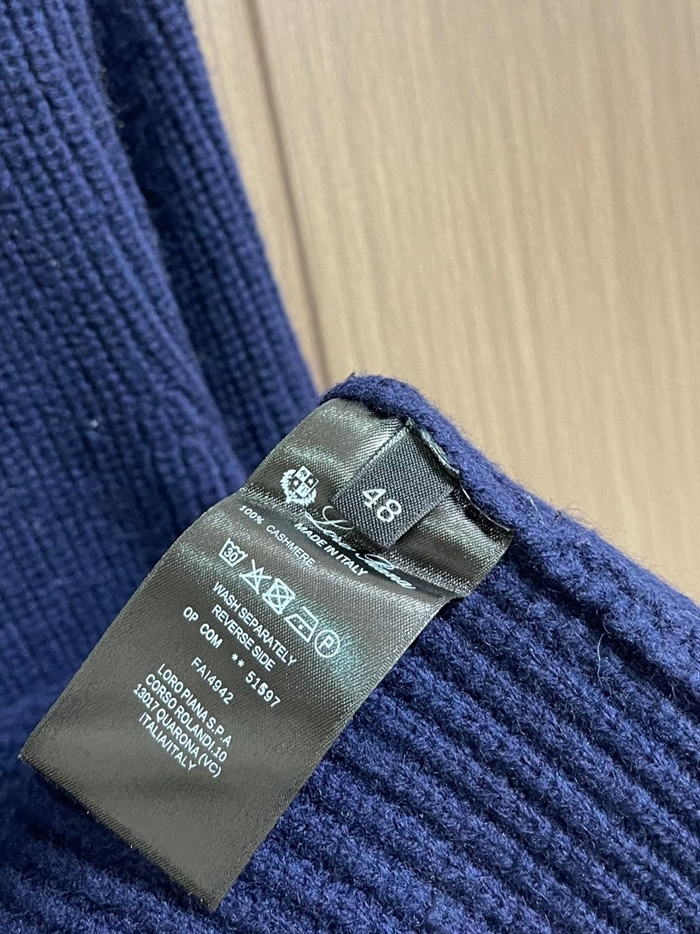 48
Loro Piana
MADE IN ITALY
100% CASHMERE
30 P
WASH SEPARATELY
REVERSE SIDE
OP COM ** 51597
FAI4942
LORO PIANA S.P.A
CORSO ROLANDI,10
13017 QUARONA (VC)
ITALIA/ITALY